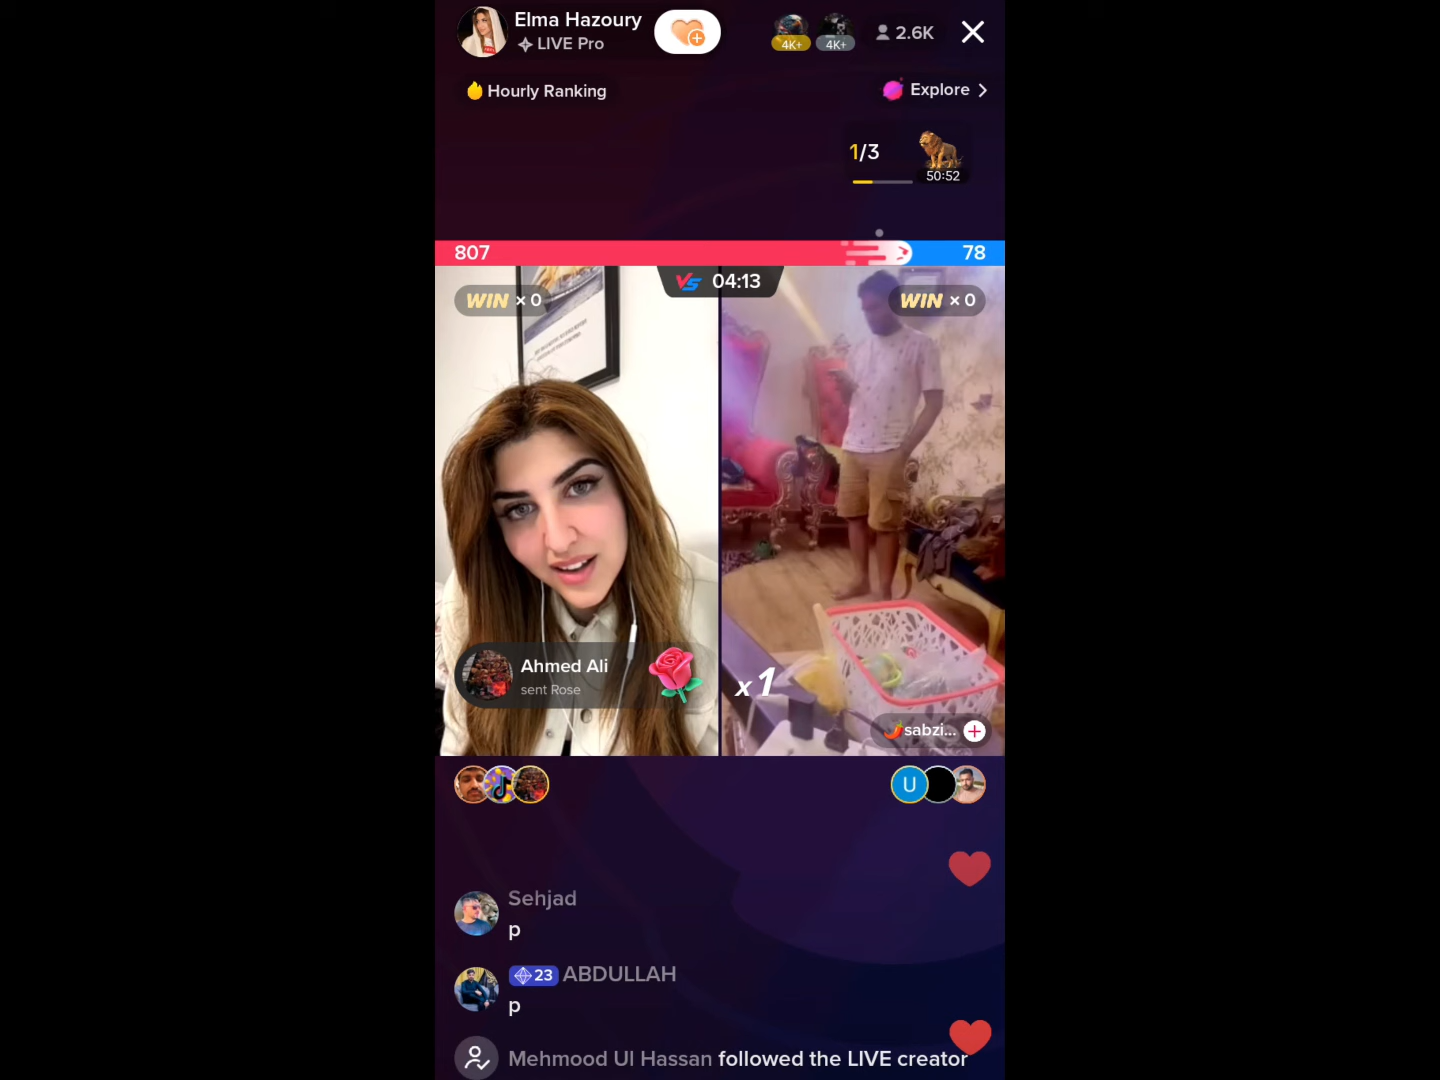 Elma Hazoury
LIVE Pro
4K+
4K+
2.6K
Hourly Ranking
Explore
1/3
50:52
807
78
VS 04:13
WIN × 0
WIN × 0
Ahmed Ali
sent Rose
x1
🌶️sabzi...
U
Sehjad
p
23 ABDULLAH
p
Mehmood Ul Hassan followed the LIVE creator